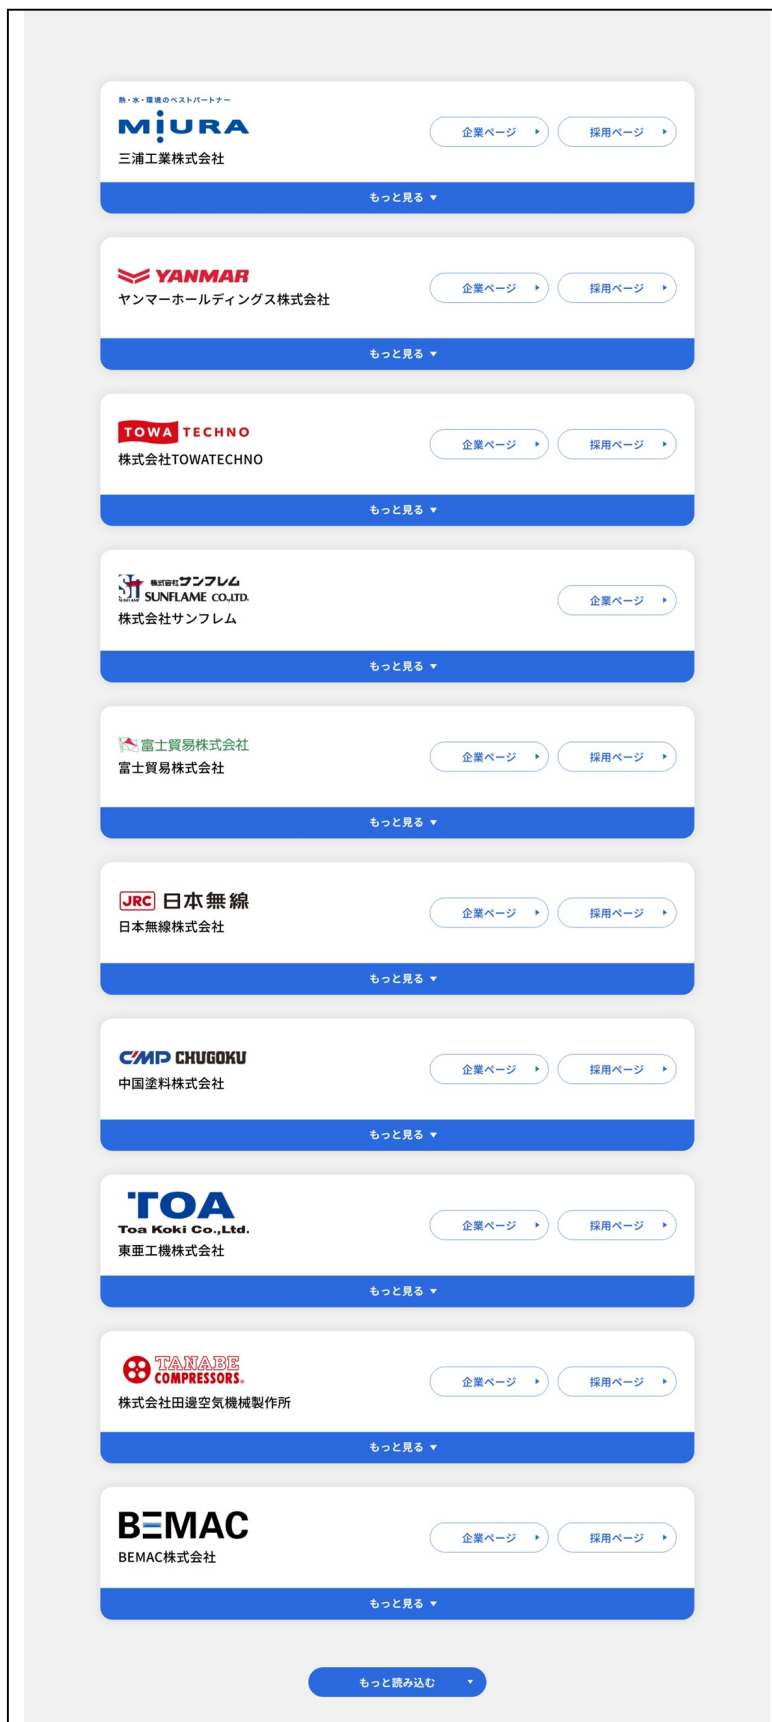 熱・水・環境のベストパートナー
MIURA
三浦工業株式会社
企業ページ
採用ページ
もっと見る
YANMAR
ヤンマーホールディングス株式会社
企業ページ
採用ページ
もっと見る
TOWA TECHNO
株式会社TOWATECHNO
企業ページ
採用ページ
もっと見る
株式会社サンフレム
SUNFLAME CO.,LTD.
SUNFLAME
株式会社サンフレム
企業ページ
もっと見る
富士貿易株式会社
富士貿易株式会社
企業ページ
採用ページ
もっと見る
JRC 日本無線
日本無線株式会社
企業ページ
採用ページ
もっと見る
CMP CHUGOKU
中国塗料株式会社
企業ページ
採用ページ
もっと見る
TOA
Toa Koki Co.,Ltd.
東亜工機株式会社
企業ページ
採用ページ
もっと見る
TANABE
COMPRESSORS®
株式会社田邊空気機械製作所
企業ページ
採用ページ
もっと見る
BEMAC
BEMAC株式会社
企業ページ
採用ページ
もっと見る
もっと読み込む